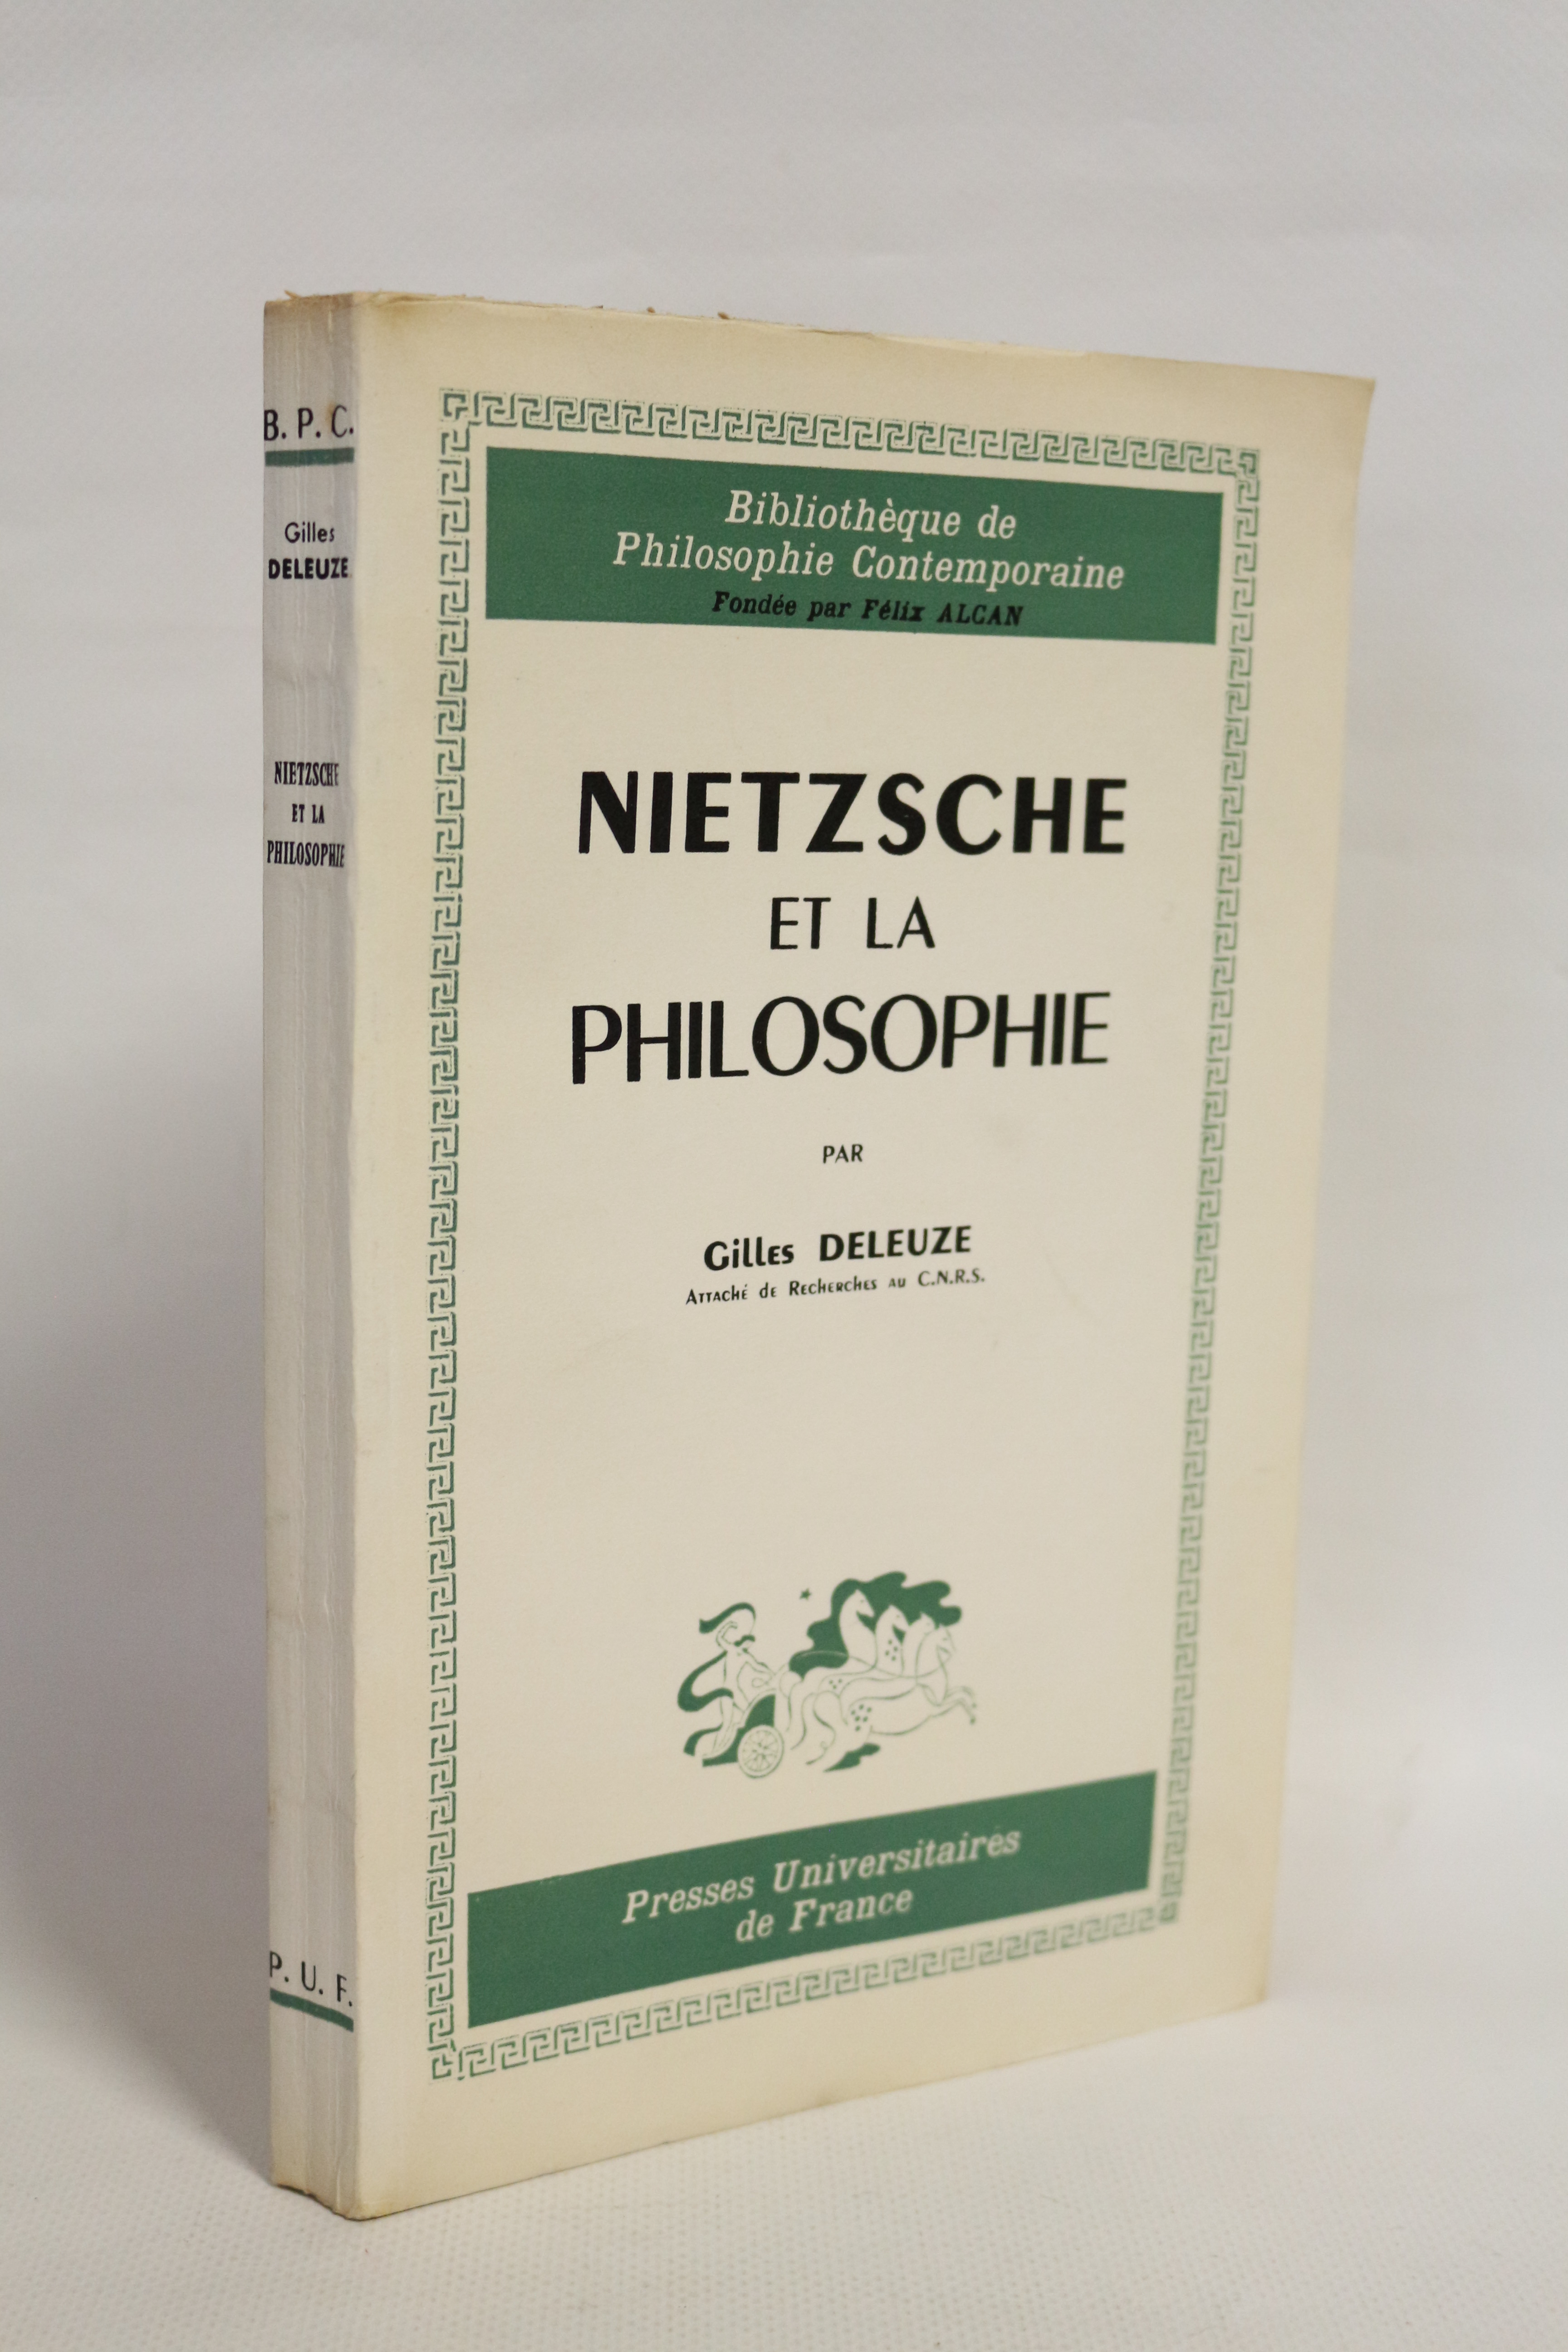 B. P. C.
Gilles
DELEUZE
NIETZSCHE
ET LA
PHILOSOPHIE
P. U. F.
Bibliothèque de
Philosophie Contemporaine
Fondée par Félix ALCAN
NIETZSCHE
ET LA
PHILOSOPHIE
PAR
Gilles DELEUZE
Attaché de Recherches au C.N.R.S.
Presses Universitaires
de France